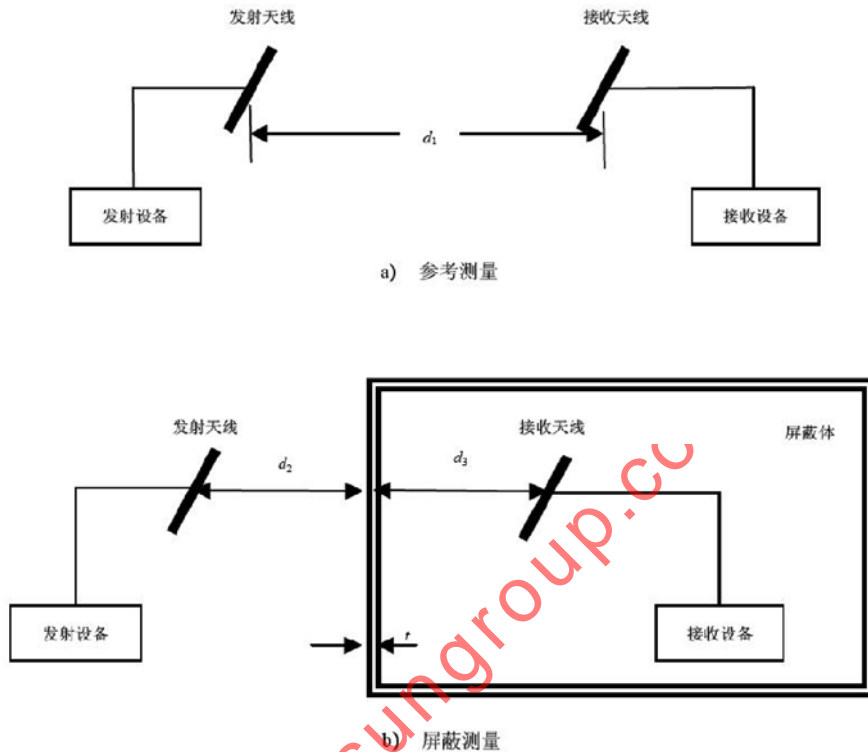 发射天线 接收天线
d₁
发射设备 接收设备
a) 参考测量
发射天线 接收天线 屏蔽体
d₂ d₃
发射设备 t 接收设备
b) 屏蔽测量
sungroup.co